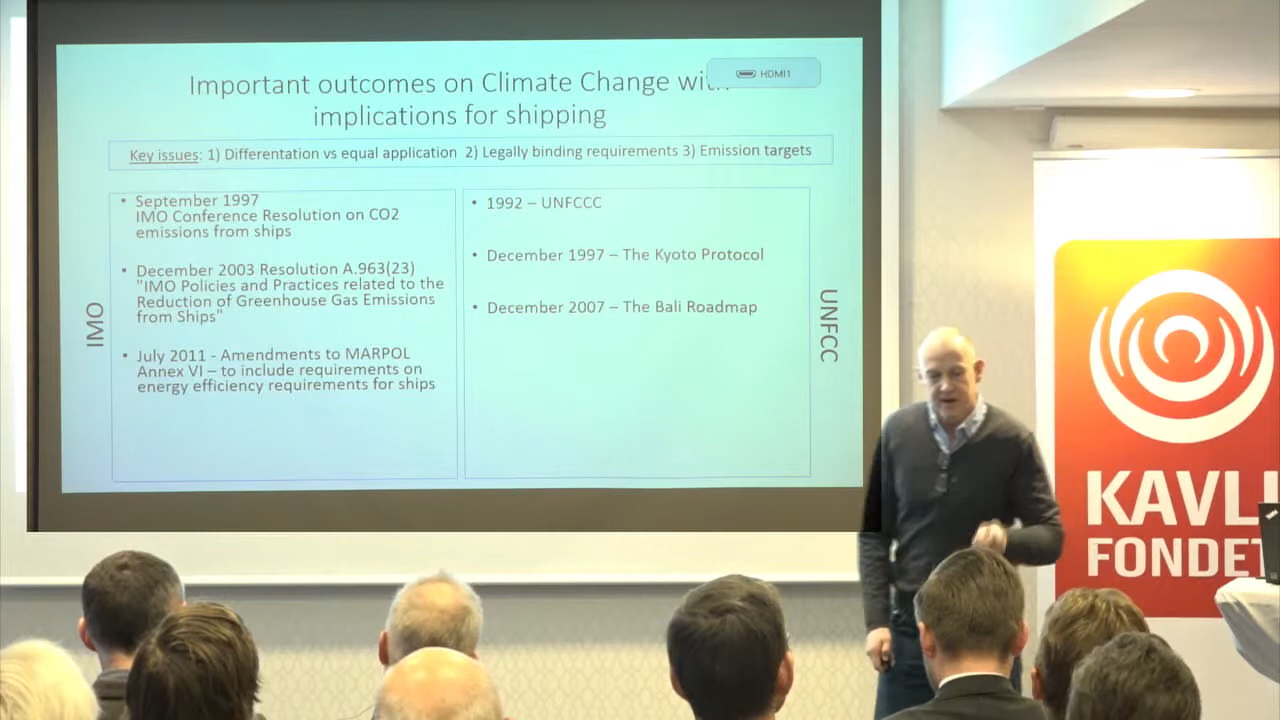 Important outcomes on Climate Change with
implications for shipping
HDMI1
Key issues: 1) Differentation vs equal application 2) Legally binding requirements 3) Emission targets
IMO
• September 1997
IMO Conference Resolution on CO2
emissions from ships
• December 2003 Resolution A.963(23)
"IMO Policies and Practices related to the
Reduction of Greenhouse Gas Emissions
from Ships"
• July 2011 - Amendments to MARPOL
Annex VI – to include requirements on
energy efficiency requirements for ships
• 1992 – UNFCCC
• December 1997 – The Kyoto Protocol
• December 2007 – The Bali Roadmap
UNFCC
KAVLI
FONDET